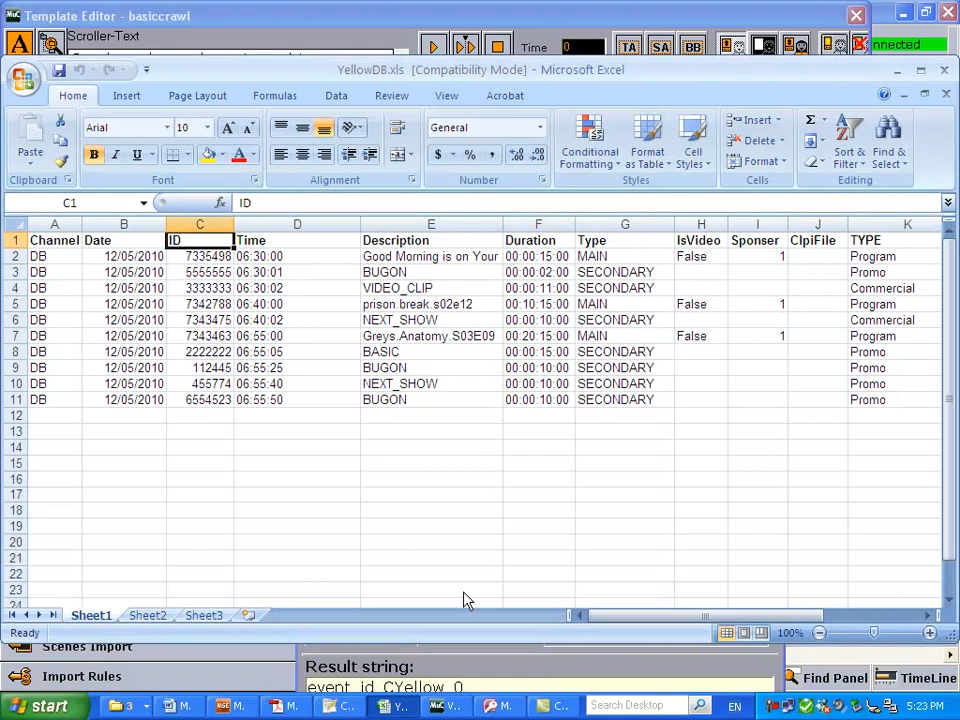 MuC Template Editor - basiccrawl
A Scroller-Text Time 0 TA SA BB nnected
YellowDB.xls [Compatibility Mode] - Microsoft Excel
Home Insert Page Layout Formulas Data Review View Acrobat
Paste Arial 10 General Conditional Formatting Format as Table Cell Styles Insert Delete Format Sort & Filter Find & Select
B I U $ % ,
Clipboard Font Alignment Number Styles Cells Editing
C1 fx ID
A B C D E F G H I J K
1 Channel Date ID Time Description Duration Type IsVideo Sponser ClpiFile TYPE
2 DB 12/05/2010 7335498 06:30:00 Good Morning is on Your 00:00:15:00 MAIN False 1 Program
3 DB 12/05/2010 5555555 06:30:01 BUGON 00:00:02:00 SECONDARY Promo
4 DB 12/05/2010 3333333 06:30:02 VIDEO_CLIP 00:00:11:00 SECONDARY Commercial
5 DB 12/05/2010 7342788 06:40:00 prison.break.s02e12 00:10:15:00 MAIN False 1 Program
6 DB 12/05/2010 7343475 06:40:02 NEXT_SHOW 00:00:10:00 SECONDARY Commercial
7 DB 12/05/2010 7343463 06:55:00 Greys.Anatomy.S03E09 00:20:15:00 MAIN False 1 Program
8 DB 12/05/2010 2222222 06:55:05 BASIC 00:00:15:00 SECONDARY Promo
9 DB 12/05/2010 112445 06:55:25 BUGON 00:00:10:00 SECONDARY Promo
10 DB 12/05/2010 455774 06:55:40 NEXT_SHOW 00:00:10:00 SECONDARY Promo
11 DB 12/05/2010 6554523 06:55:50 BUGON 00:00:10:00 SECONDARY Promo
12
13
14
15
16
17
18
19
20
21
22
23
24
Sheet1 Sheet2 Sheet3
Ready 100%
Scenes Import
Result string:
Import Rules event_id_CYellow_0 Find Panel TimeLine
start 3 M. MSE M. M. C.. Y.. MuC V.. M. C.. Search Desktop EN 5:23 PM